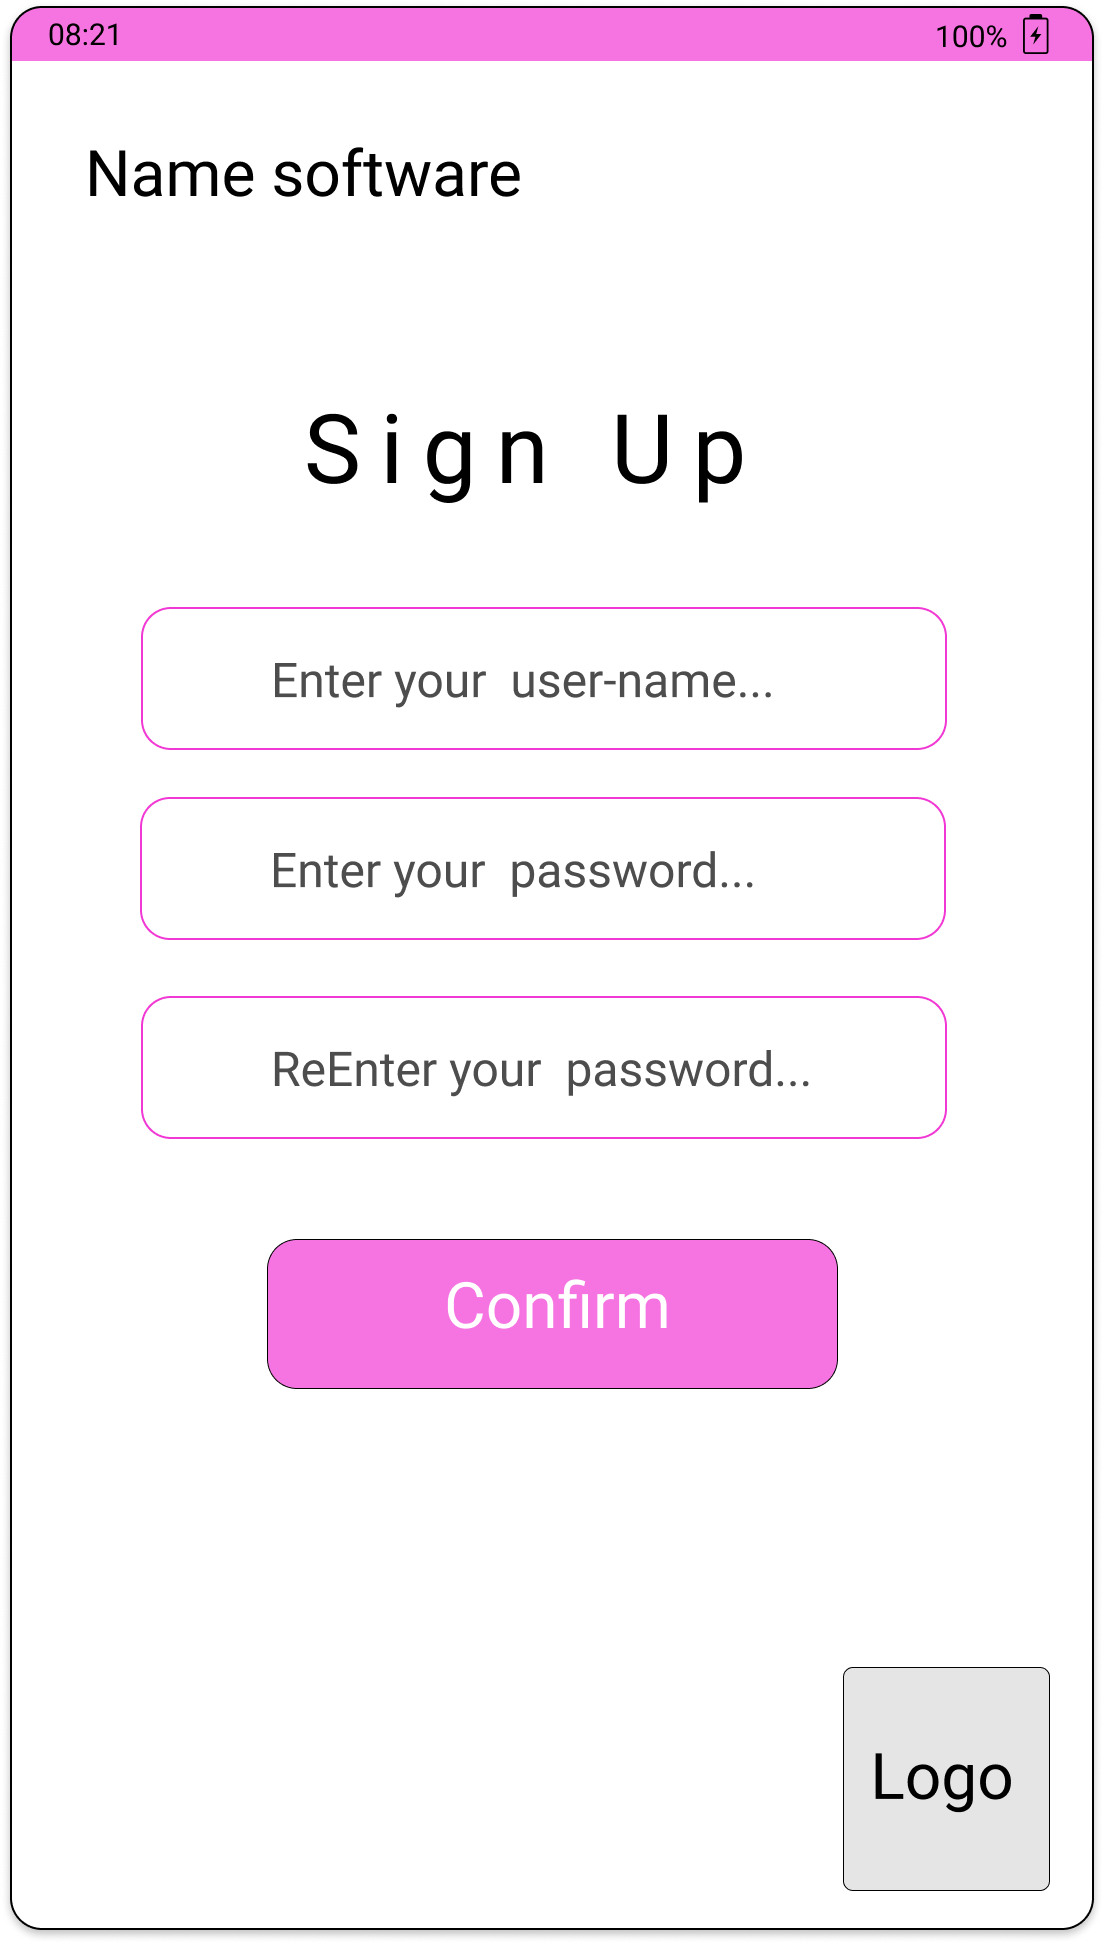 08:21
100%
Name software
Sign Up
Enter your  user-name...
Enter your  password...
ReEnter your  password...
Confirm
Logo